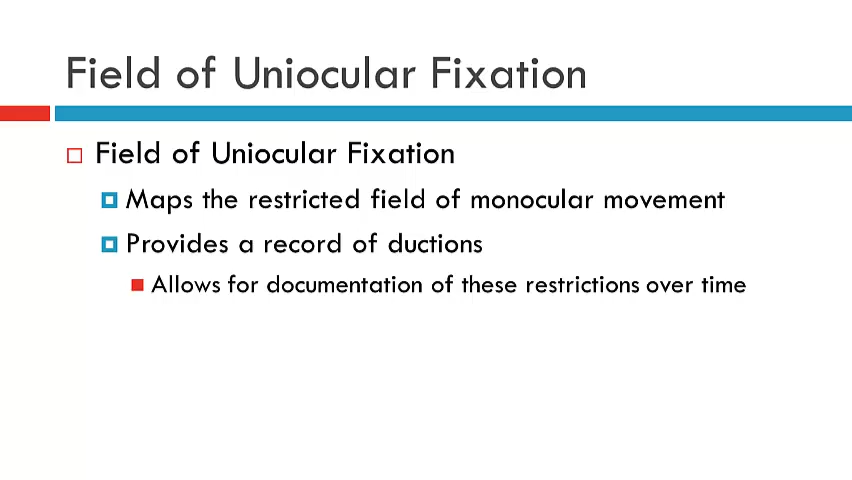 Field of Uniocular Fixation
Field of Uniocular Fixation
Maps the restricted field of monocular movement
Provides a record of ductions
Allows for documentation of these restrictions over time